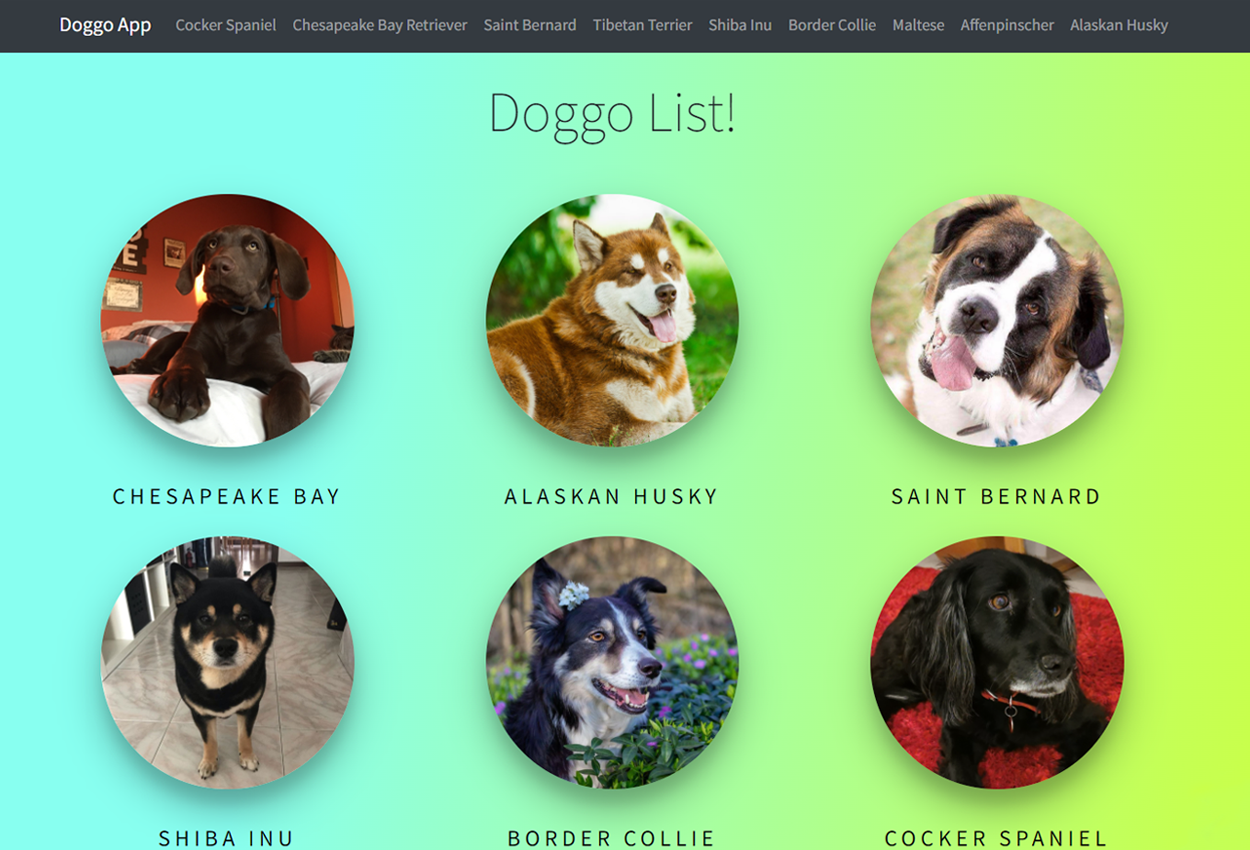 Doggo App Cocker Spaniel Chesapeake Bay Retriever Saint Bernard Tibetan Terrier Shiba Inu Border Collie Maltese Affenpinscher Alaskan Husky
Doggo List!
CHESAPEAKE BAY
ALASKAN HUSKY
SAINT BERNARD
SHIBA INU
BORDER COLLIE
COCKER SPANIEL